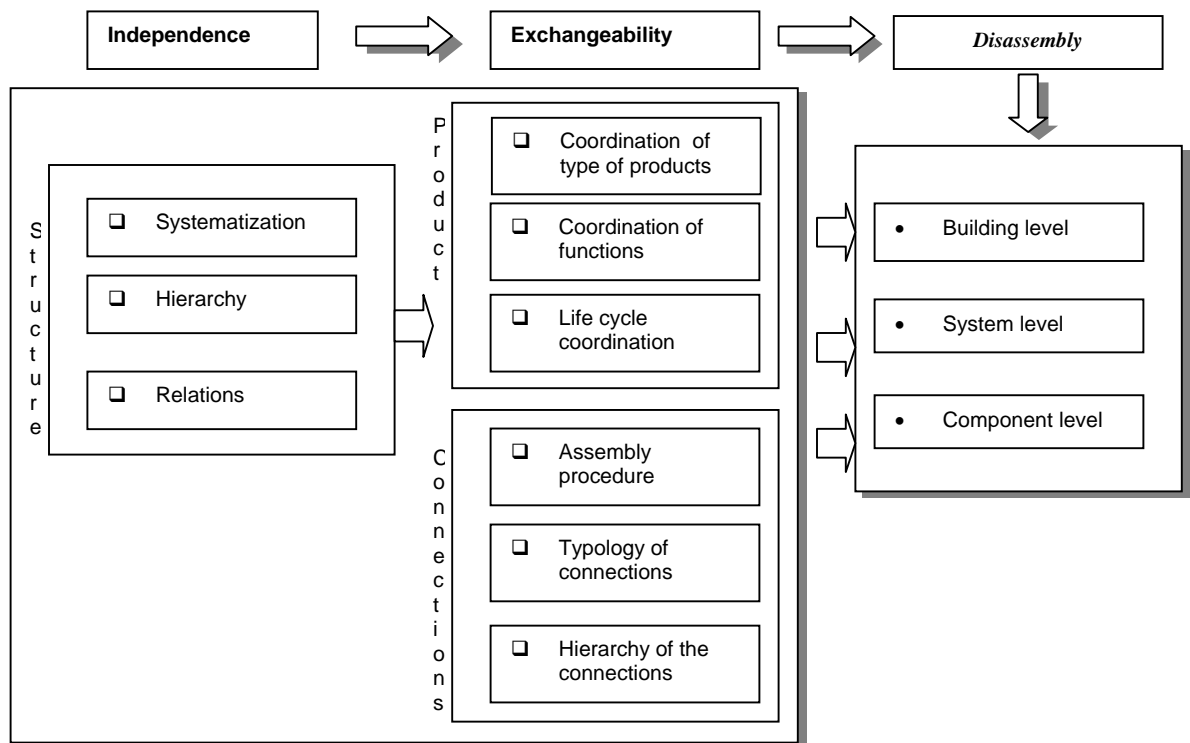 Independence
Exchangeability
Disassembly
Structure
❑ Systematization
❑ Hierarchy
❑ Relations
Product
❑ Coordination of
type of products
❑ Coordination of
functions
❑ Life cycle
coordination
Connections
❑ Assembly
procedure
❑ Typology of
connections
❑ Hierarchy of the
connections
• Building level
• System level
• Component level